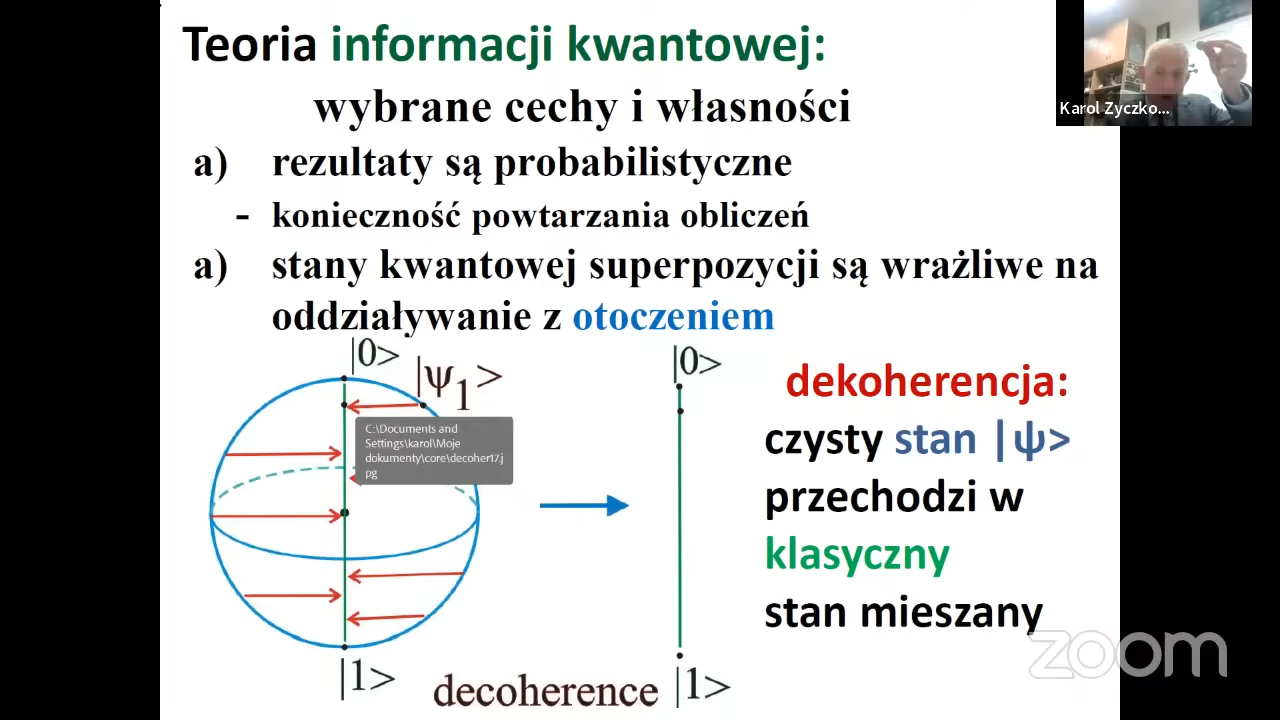 Teoria informacji kwantowej:
wybrane cechy i własności
a) rezultaty są probabilistyczne
- konieczność powtarzania obliczeń
a) stany kwantowej superpozycji są wrażliwe na
oddziaływanie z otoczeniem
|0>
|ψ1>
C:\Documents and
Settings\karol\Moje
dokumenty\core\decoher17.j
pg
|1>
decoherence
|0>
|1>
dekoherencja:
czysty stan |ψ>
przechodzi w
klasyczny
stan mieszany
Karol Zyczko...
zoom